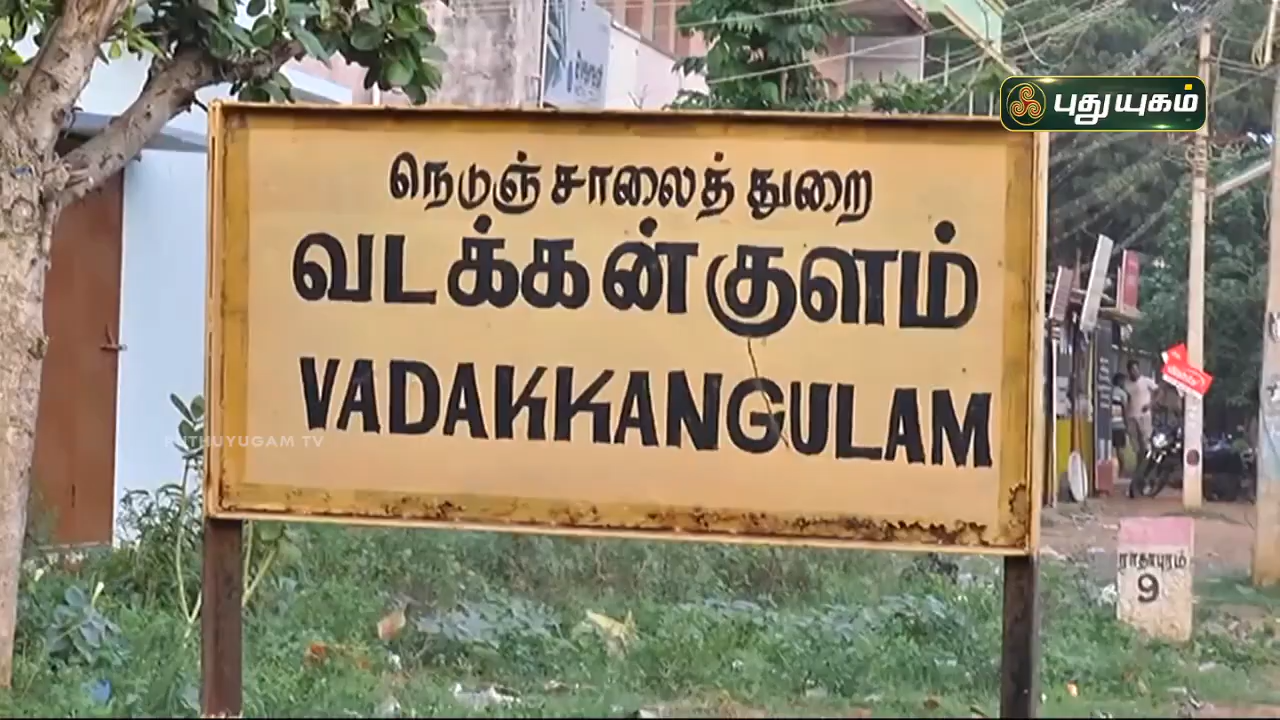 புதுயுகம்
நெடுஞ்சாலைத் துறை
வடக்கன்குளம்
VADAKKANGULAM
PUTHUYUGAM TV
ராதாபுரம்
9